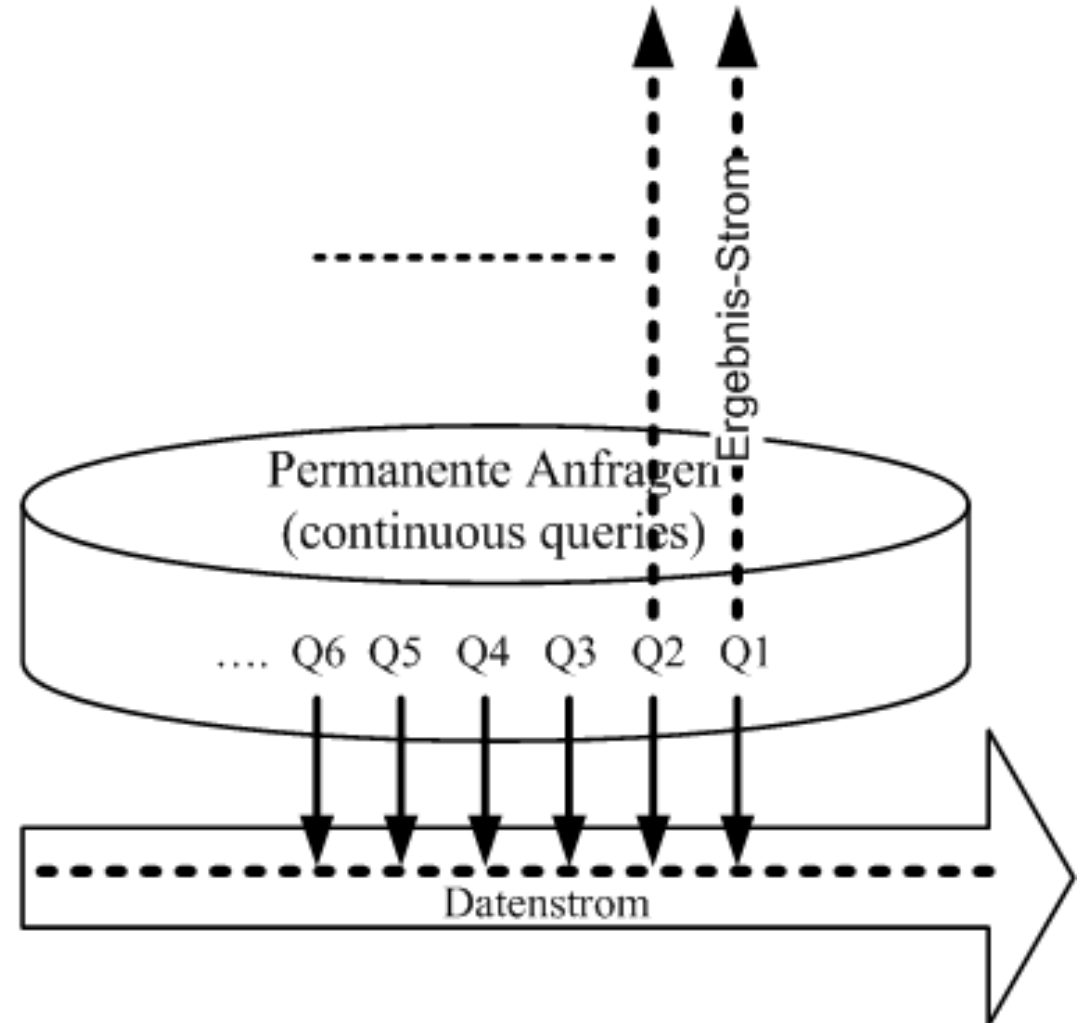 Ergebnis-Strom
Permanente Anfragen
(continuous queries)
.... Q6 Q5 Q4 Q3 Q2 Q1
Datenstrom